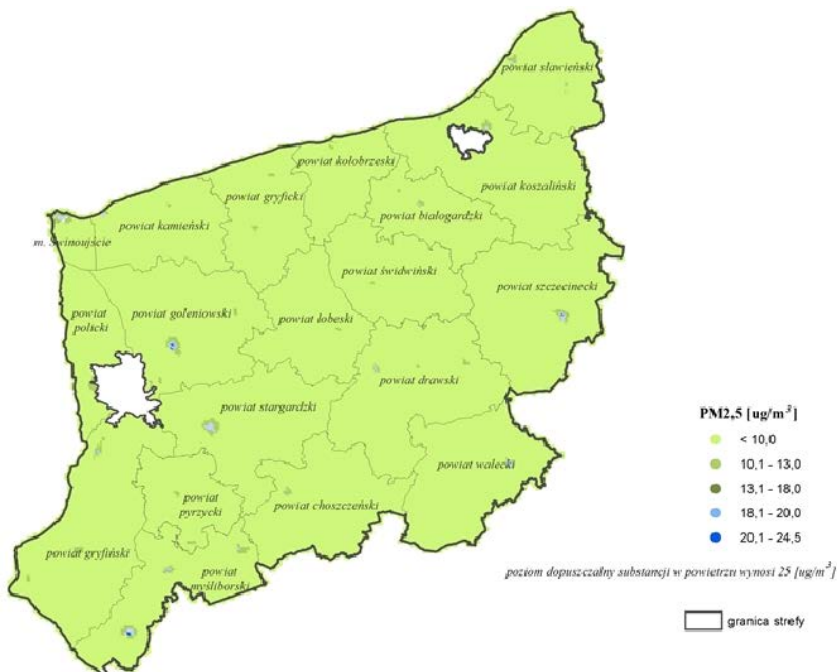 powiat sławieński
powiat kołobrzeski
powiat koszaliński
powiat gryficki
powiat białogardzki
powiat kamieński
m. Świnoujście
powiat świdwiński
powiat szczecinecki
powiat
policki
powiat goleniowski
powiat łobeski
powiat drawski
powiat stargardzki
PM2,5 [ug/m³]
< 10,0
10,1 - 13,0
13,1 - 18,0
18,1 - 20,0
20,1 - 24,5
powiat wałecki
powiat
pyrzycki
powiat choszczeński
powiat gryfiński
powiat
myśliborski
poziom dopuszczalny substancji w powietrzu wynosi 25 [ug/m³]
granica strefy